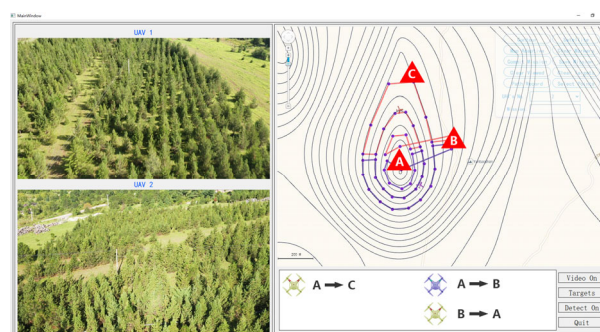 MainWindow
UAV 1
UAV 2
C
B
A
A → C
A → B
B → A
Video On
Targets
Detect On
Quit